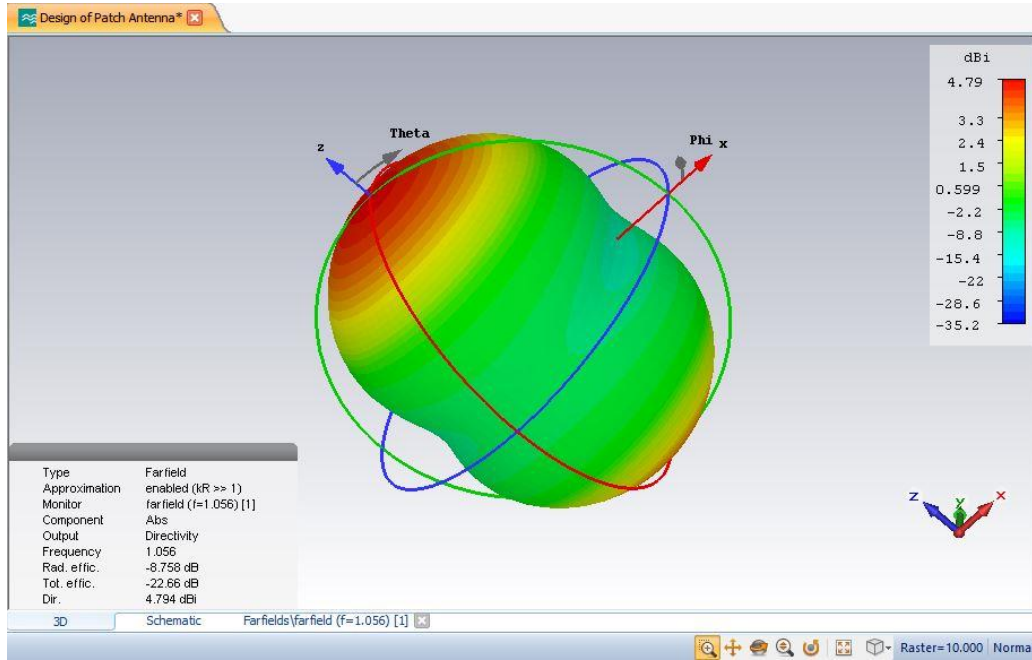 Design of Patch Antenna*
dBi
4.79
3.3
2.4
1.5
0.599
-2.2
-8.8
-15.4
-22
-28.6
-35.2
Theta
z
Phi
x
Type Farfield
Approximation enabled (kR >> 1)
Monitor farfield (f=1.056) [1]
Component Abs
Output Directivity
Frequency 1.056
Rad. effic. -8.758 dB
Tot. effic. -22.66 dB
Dir. 4.794 dBi
Z
Y
X
3D Schematic Farfields\farfield (f=1.056) [1]
Raster=10.000 Norma